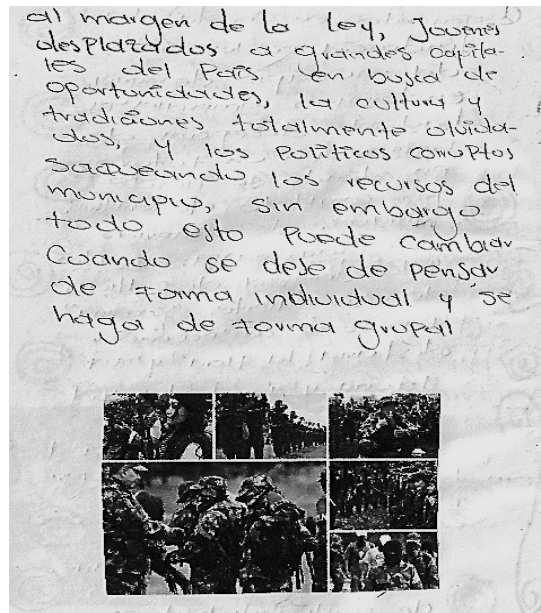 al margen de la ley, Jovenes
desplazados a grandes capita-
les del País en busca de
oportunidades, la cultura y
tradiciones totalmente olvida-
dos, y los Politicos corruptos
saqueando los recursos del
municipio, sin embargo
todo esto Puede cambiar
Cuando se deje de pensar
de forma individual y se
haga de forma grupal